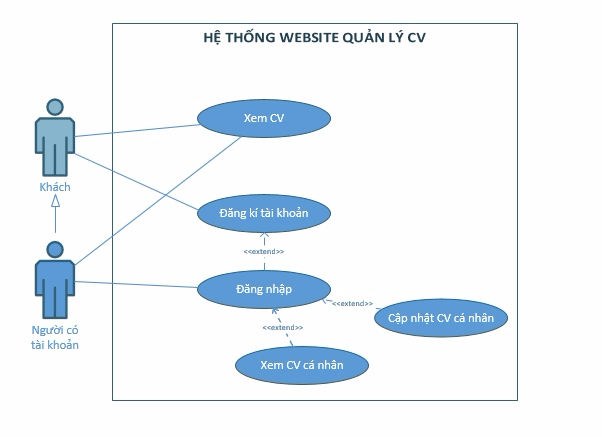 HỆ THỐNG WEBSITE QUẢN LÝ CV
Xem CV
Khách
Đăng kí tài khoản
<<extend>>
Đăng nhập
<<extend>>
Cập nhật CV cá nhân
Người có
tài khoản
<<extend>>
Xem CV cá nhân